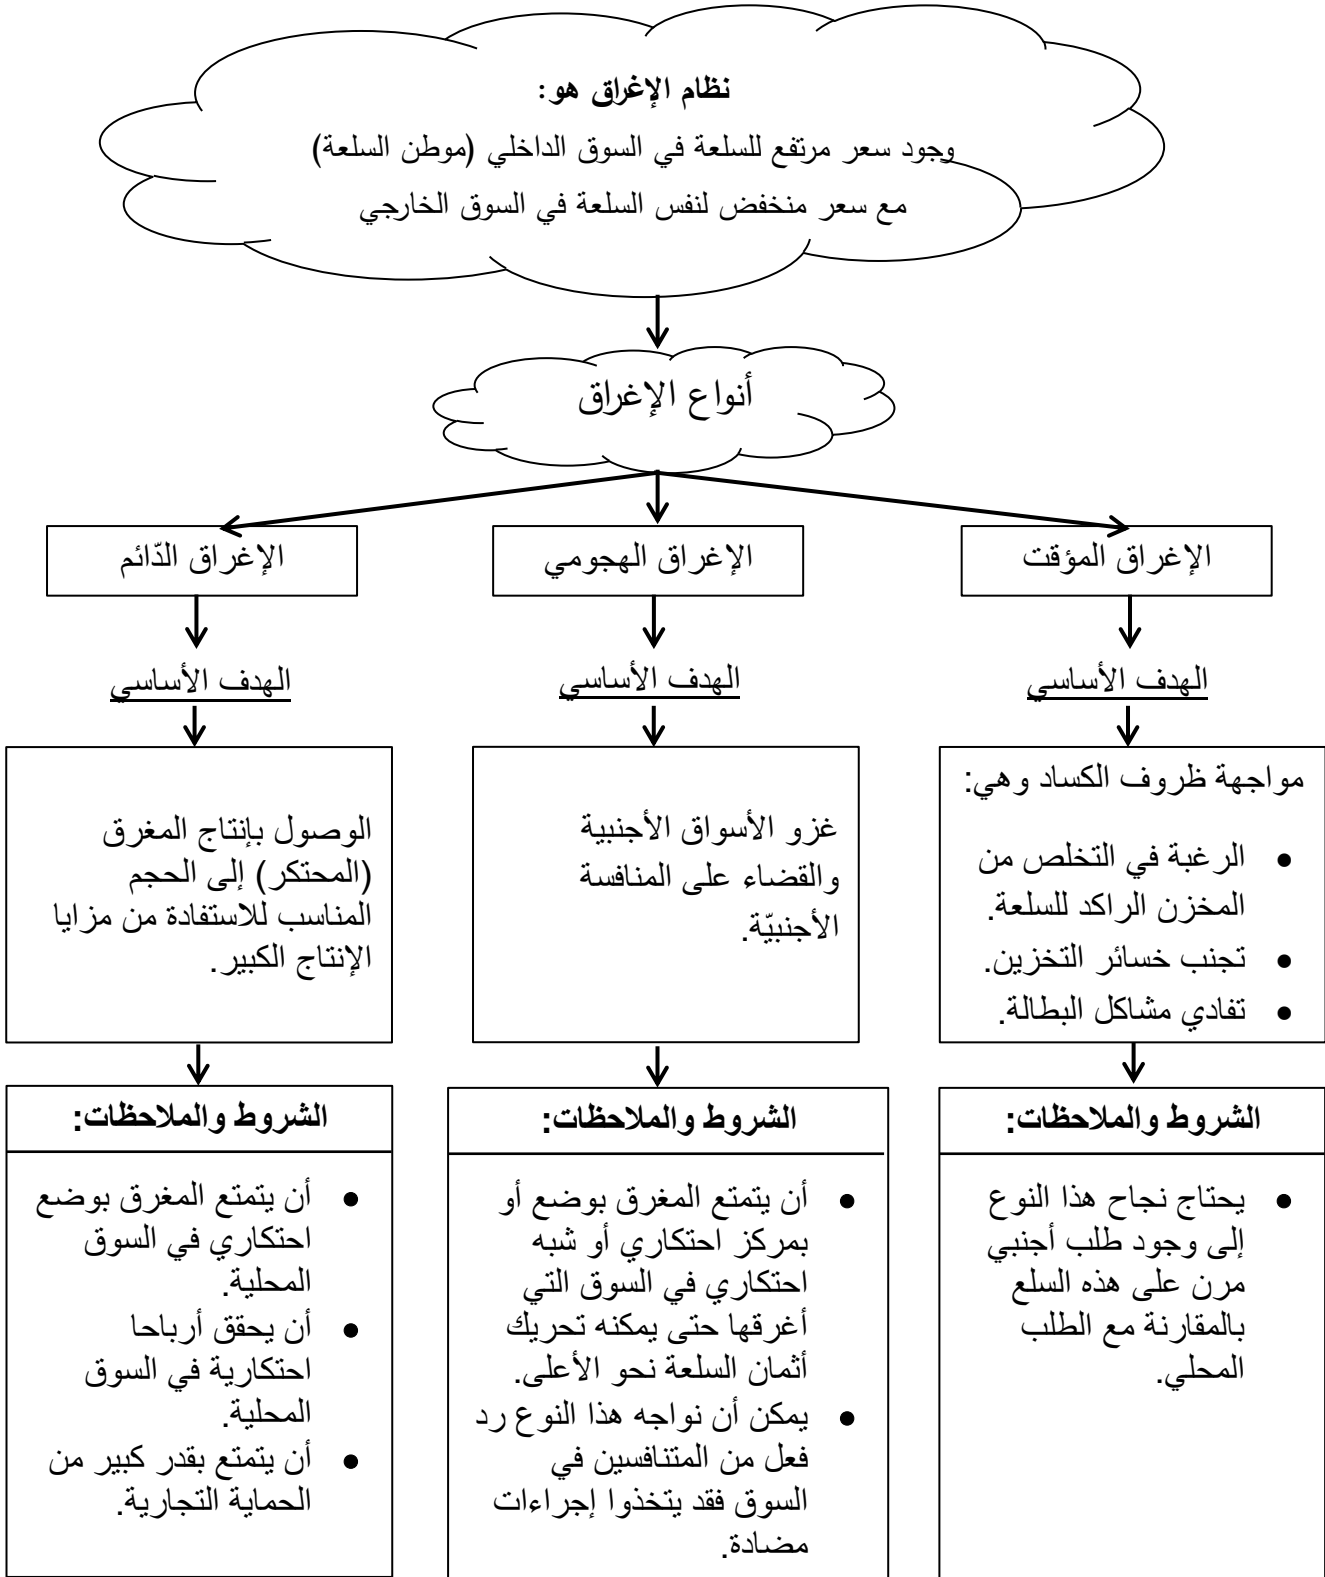 نظام الإغراق هو:
وجود سعر مرتفع للسلعة في السوق الداخلي (موطن السلعة)
مع سعر منخفض لنفس السلعة في السوق الخارجي
أنواع الإغراق
الإغراق المؤقت
الهدف الأساسي
مواجهة ظروف الكساد وهي:
• الرغبة في التخلص من
المخزن الراكد للسلعة.
• تجنب خسائر التخزين.
• تفادي مشاكل البطالة.
الشروط والملاحظات:
• يحتاج نجاح هذا النوع
إلى وجود طلب أجنبي
مرن على هذه السلع
بالمقارنة مع الطلب
المحلي.
الإغراق الهجومي
الهدف الأساسي
غزو الأسواق الأجنبية
والقضاء على المنافسة
الأجنبيّة.
الشروط والملاحظات:
• أن يتمتع المغرق بوضع أو
بمركز احتكاري أو شبه
احتكاري في السوق التي
أغرقها حتى يمكنه تحريك
أثمان السلعة نحو الأعلى.
• يمكن أن نواجه هذا النوع رد
فعل من المتنافسين في
السوق فقد يتخذوا إجراءات
مضادة.
الإغراق الدّائم
الهدف الأساسي
الوصول بإنتاج المغرق
(المحتكر) إلى الحجم
المناسب للاستفادة من مزايا
الإنتاج الكبير.
الشروط والملاحظات:
• أن يتمتع المغرق بوضع
احتكاري في السوق
المحلية.
• أن يحقق أرباحا
احتكارية في السوق
المحلية.
• أن يتمتع بقدر كبير من
الحماية التجارية.